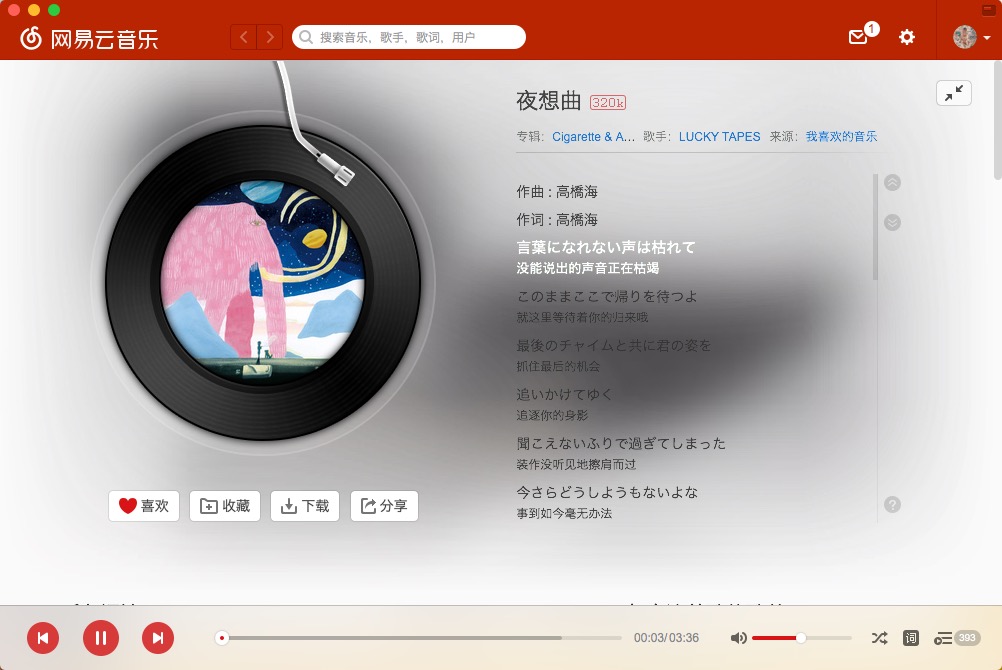 网易云音乐
搜索音乐，歌手，歌词，用户
1
夜想曲 320k
专辑： Cigarette & A... 歌手： LUCKY TAPES 来源： 我喜欢的音乐
作曲 : 高橋海
作词 : 高橋海
言葉になれない声は枯れて
没能说出的声音正在枯竭
このままここで帰りを待つよ
就这里等待着你的归来哦
最後のチャイムと共に君の姿を
抓住最后的机会
追いかけてゆく
追逐你的身影
聞こえないふりで過ぎてしまった
装作没听见地擦肩而过
今さらどうしようもないよな
事到如今毫无办法
?
喜欢 收藏 下载 分享
00:03/03:36
词
393